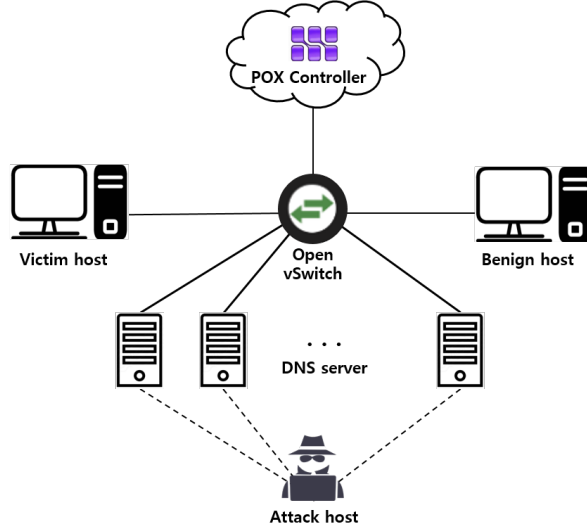 POX Controller
Victim host
Open
vSwitch
Benign host
. . .
DNS server
Attack host